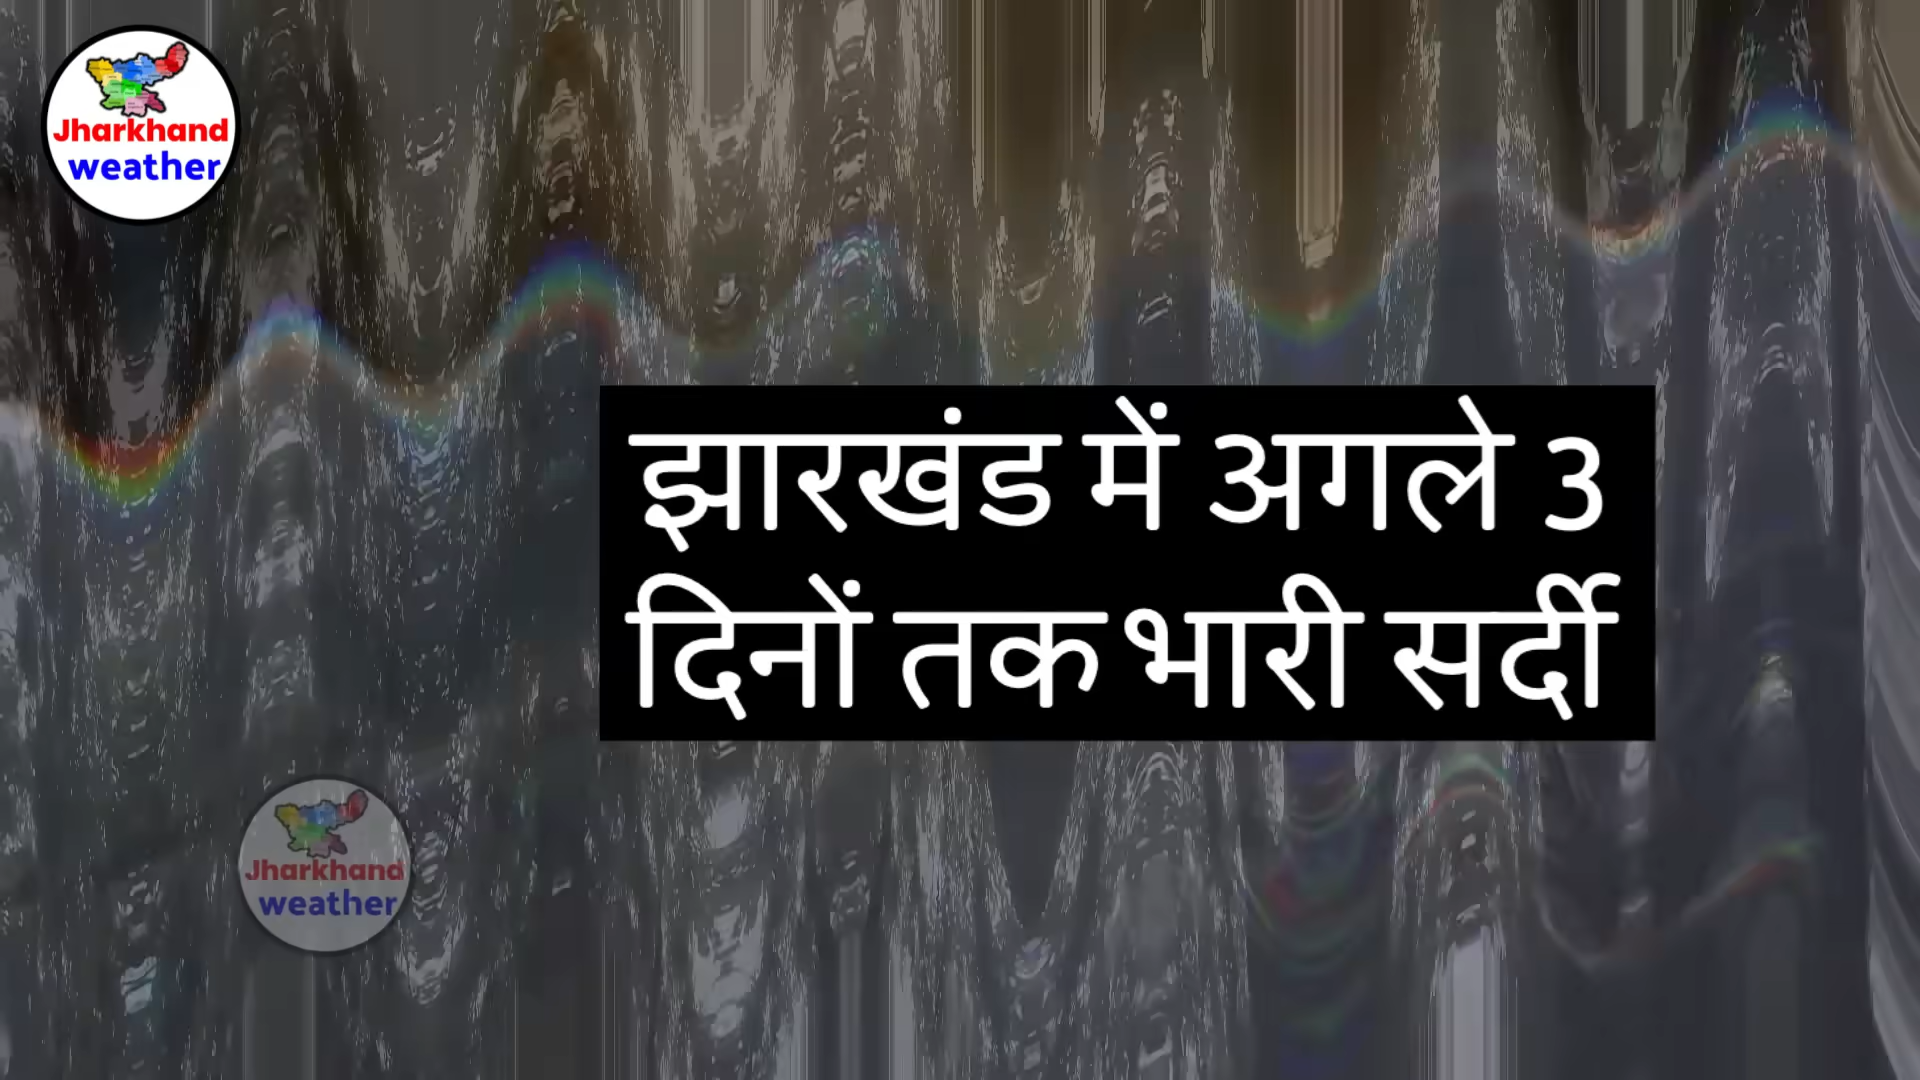 Jharkhand
weather
झारखंड में अगले 3
दिनों तक भारी सर्दी
Jharkhand
weather